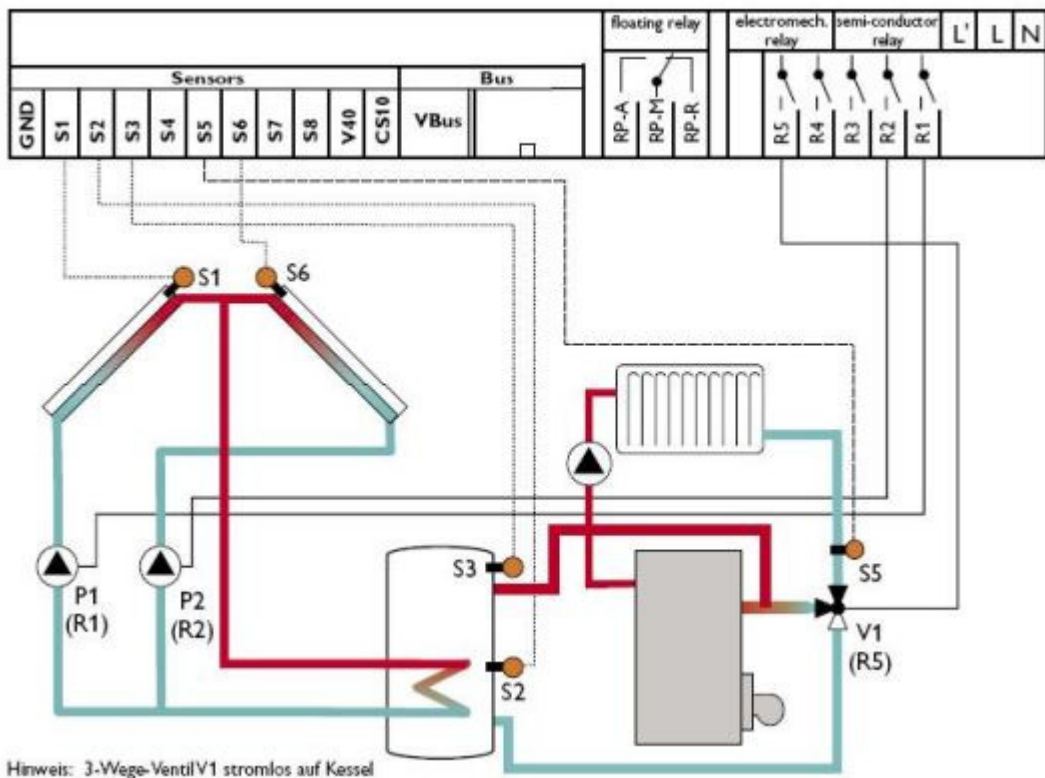 floating relay
electromech. relay
semi-conductor relay
L' L N
Sensors
Bus
GND S1 S2 S3 S4 S5 S6 S7 S8 V40 CS10
VBus
RP-A RP-M RP-R
R5 R4 R3 R2 R1
S1
S6
S3
S5
P1
(R1)
P2
(R2)
S2
V1
(R5)
Hinweis: 3-Wege-Ventil V1 stromlos auf Kessel